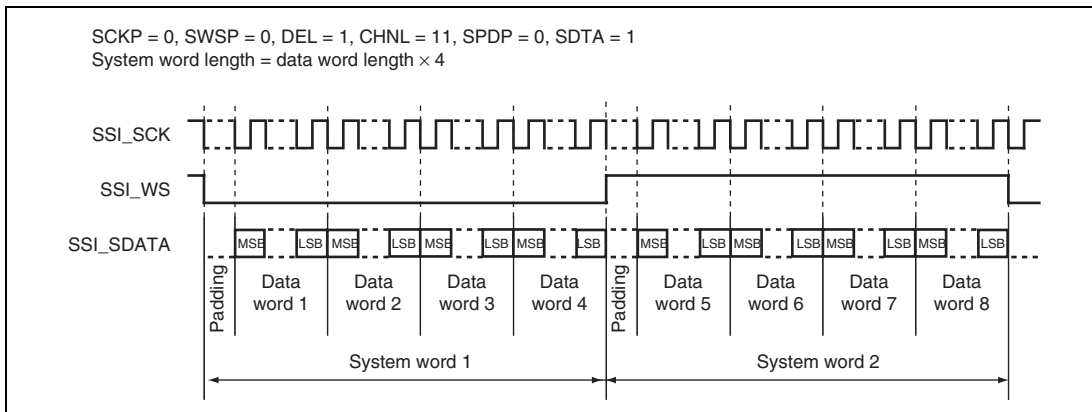 SCKP = 0, SWSP = 0, DEL = 1, CHNL = 11, SPDP = 0, SDTA = 1
System word length = data word length × 4
SSI_SCK
SSI_WS
SSI_SDATA
MSB LSB MSB LSB MSB LSB MSB LSB MSB LSB MSB LSB MSB LSB MSB LSB
Padding Data word 1 Data word 2 Data word 3 Data word 4 Padding Data word 5 Data word 6 Data word 7 Data word 8
System word 1 System word 2